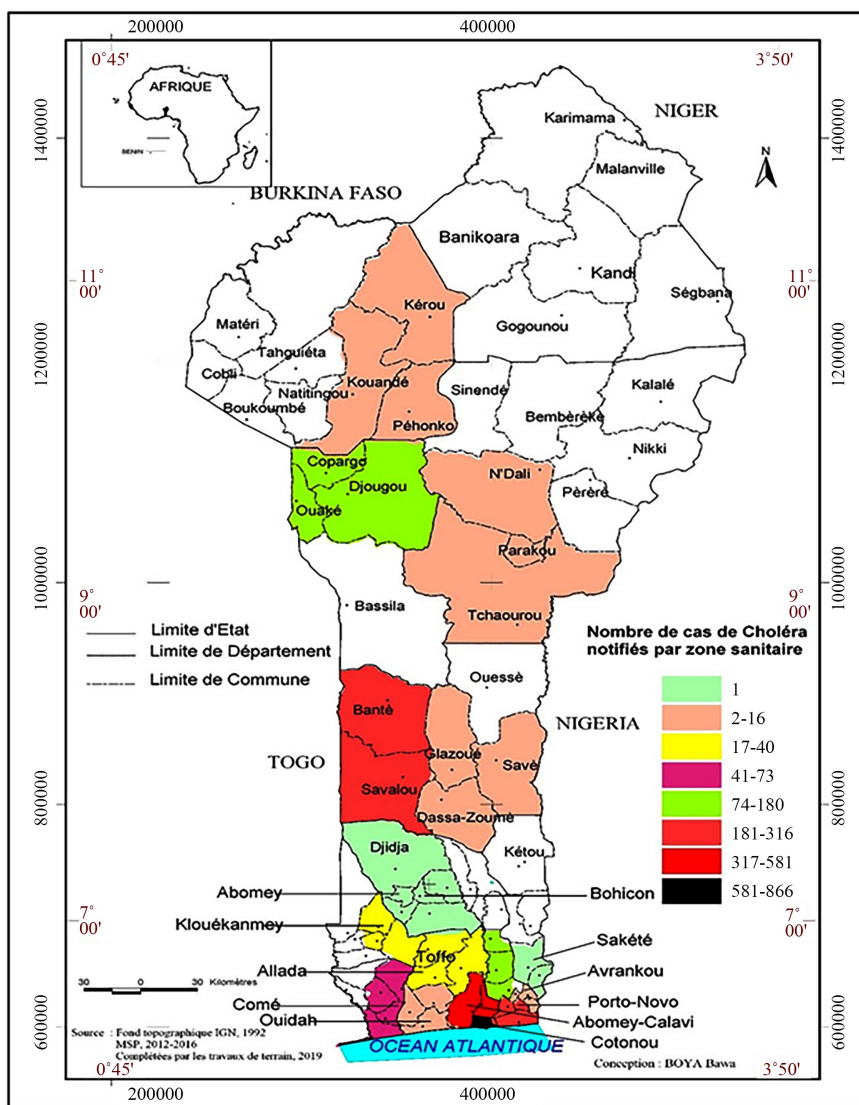 200000
400000
0°45'
3°50'
AFRIQUE
BENIN
NIGER
Karimama
Malanville
N
1400000
1400000
BURKINA FASO
Banikoara
Kandi
Ségbana
11°
00'
11°
00'
Kérou
Gogounou
Matéri
Tahguiéta
Cobli
Kouandé
Natitingou
Boukoumbé
Péhonko
Sinendé
Kalalé
Bembèrèkè
Nikki
1200000
1200000
Copargo
Djougou
Ouaké
N'Dali
Pèrèrè
Parakou
1000000
1000000
9°
00'
9°
00'
Bassila
Tchaourou
Limite d'Etat
Limite de Département
Limite de Commune
Nombre de cas de Choléra
notifiés par zone sanitaire
1
2-16
17-40
41-73
74-180
181-316
317-581
581-866
Ouessè
Bantè
NIGERIA
TOGO
Glazoué
Savè
Savalou
Dassa-Zoumè
800000
800000
Djidja
Kétou
Abomey
Bohicon
7°
00'
7°
00'
Klouékanmey
Sakété
Toffo
Allada
Avrankou
30 0 30 Kilomètres
Comé
Porto-Novo
Ouidah
Abomey-Calavi
Cotonou
600000
600000
Source : Fond topographique IGN, 1992
MSP, 2012-2016
Complétées par les travaux de terrain, 2019
OCEAN ATLANTIQUE
Conception : BOYA Bawa
0°45'
3°50'
200000
400000